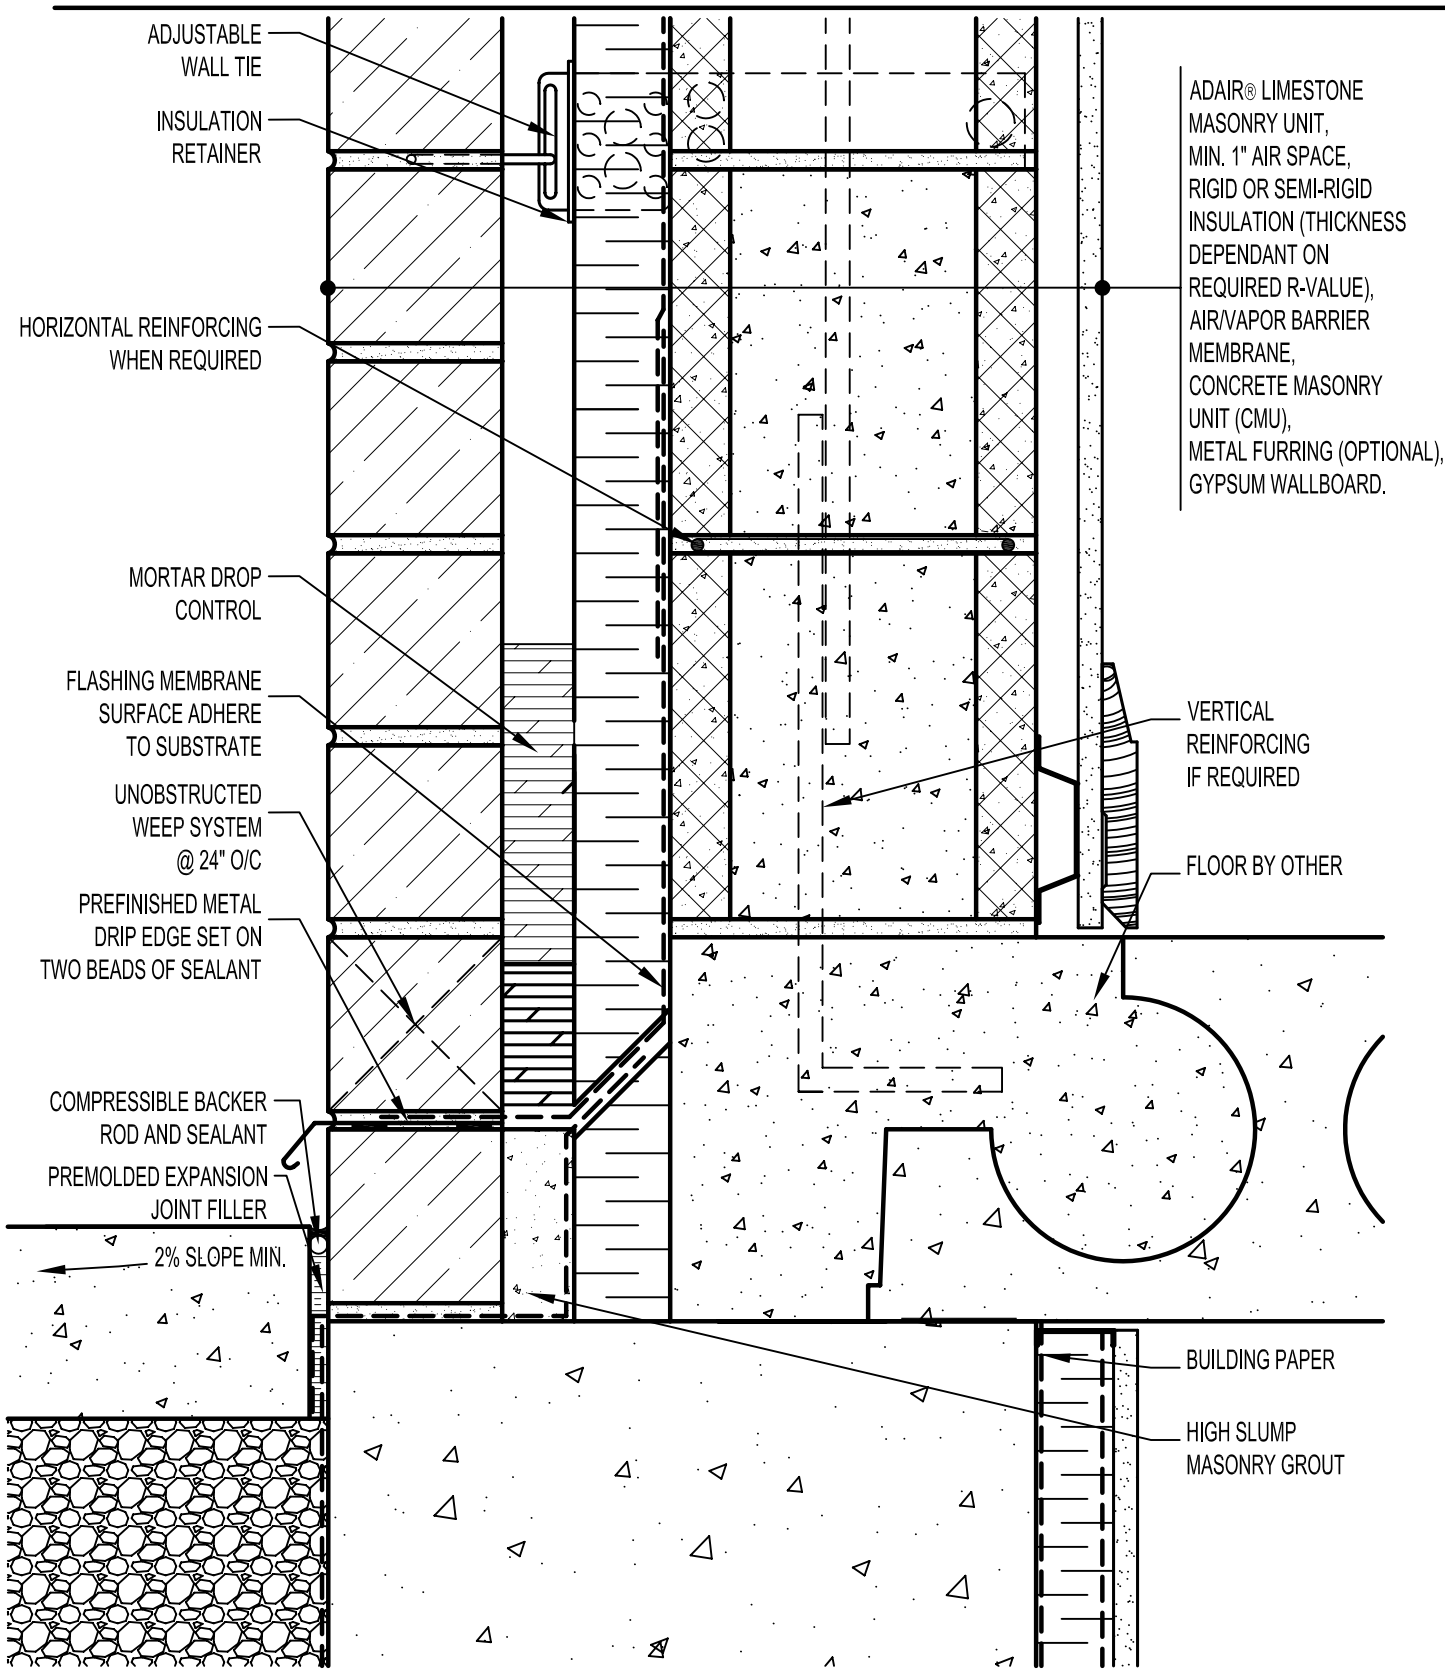 ADJUSTABLE
WALL TIE
INSULATION
RETAINER
HORIZONTAL REINFORCING
WHEN REQUIRED
MORTAR DROP
CONTROL
FLASHING MEMBRANE
SURFACE ADHERE
TO SUBSTRATE
UNOBSTRUCTED
WEEP SYSTEM
@ 24" O/C
PREFINISHED METAL
DRIP EDGE SET ON
TWO BEADS OF SEALANT
COMPRESSIBLE BACKER
ROD AND SEALANT
PREMOLDED EXPANSION
JOINT FILLER
2% SLOPE MIN.
ADAIR® LIMESTONE
MASONRY UNIT,
MIN. 1" AIR SPACE,
RIGID OR SEMI-RIGID
INSULATION (THICKNESS
DEPENDANT ON
REQUIRED R-VALUE),
AIR/VAPOR BARRIER
MEMBRANE,
CONCRETE MASONRY
UNIT (CMU),
METAL FURRING (OPTIONAL),
GYPSUM WALLBOARD.
VERTICAL
REINFORCING
IF REQUIRED
FLOOR BY OTHER
BUILDING PAPER
HIGH SLUMP
MASONRY GROUT